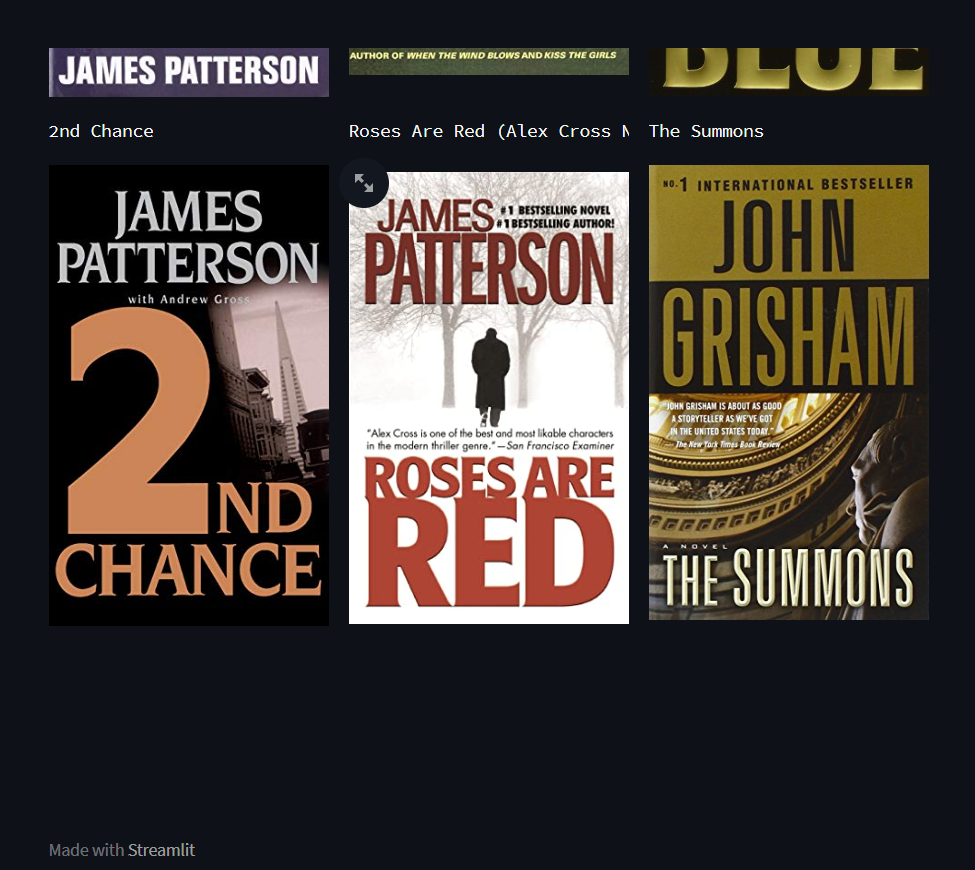 JAMES PATTERSON
AUTHOR OF WHEN THE WIND BLOWS AND KISS THE GIRLS
BLUE
2nd Chance
Roses Are Red (Alex Cross N
The Summons
JAMES
PATTERSON
with Andrew Gross
2ND
CHANCE
JAMES
#1 BESTSELLING NOVEL
#1 BESTSELLING AUTHOR!
PATTERSON
"Alex Cross is one of the best and most likable characters
in the modern thriller genre." —San Francisco Examiner
ROSES ARE
RED
NO. 1 INTERNATIONAL BESTSELLER
JOHN
GRISHAM
"JOHN GRISHAM IS ABOUT AS GOOD
A STORYTELLER AS WE'VE GOT
IN THE UNITED STATES TODAY."
—The New York Times Book Review
A NOVEL
THE SUMMONS
Made with Streamlit